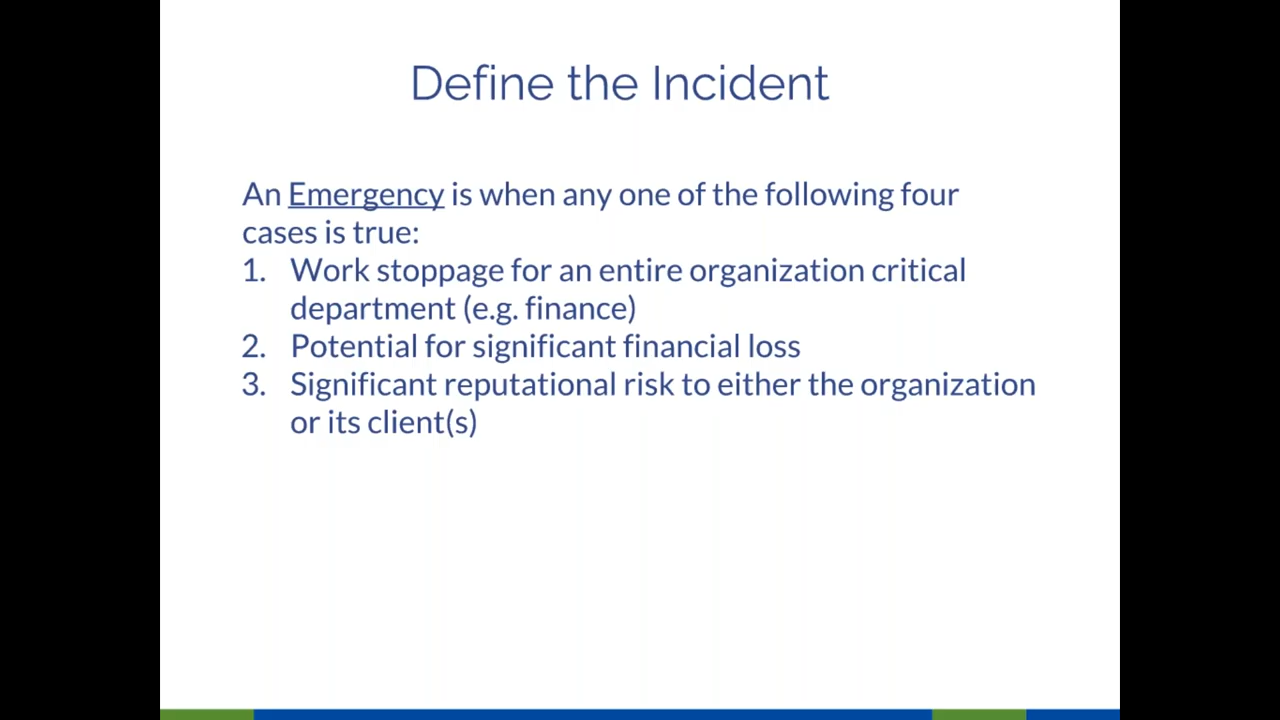 Define the Incident
An Emergency is when any one of the following four
cases is true:
1. Work stoppage for an entire organization critical
department (e.g. finance)
2. Potential for significant financial loss
3. Significant reputational risk to either the organization
or its client(s)